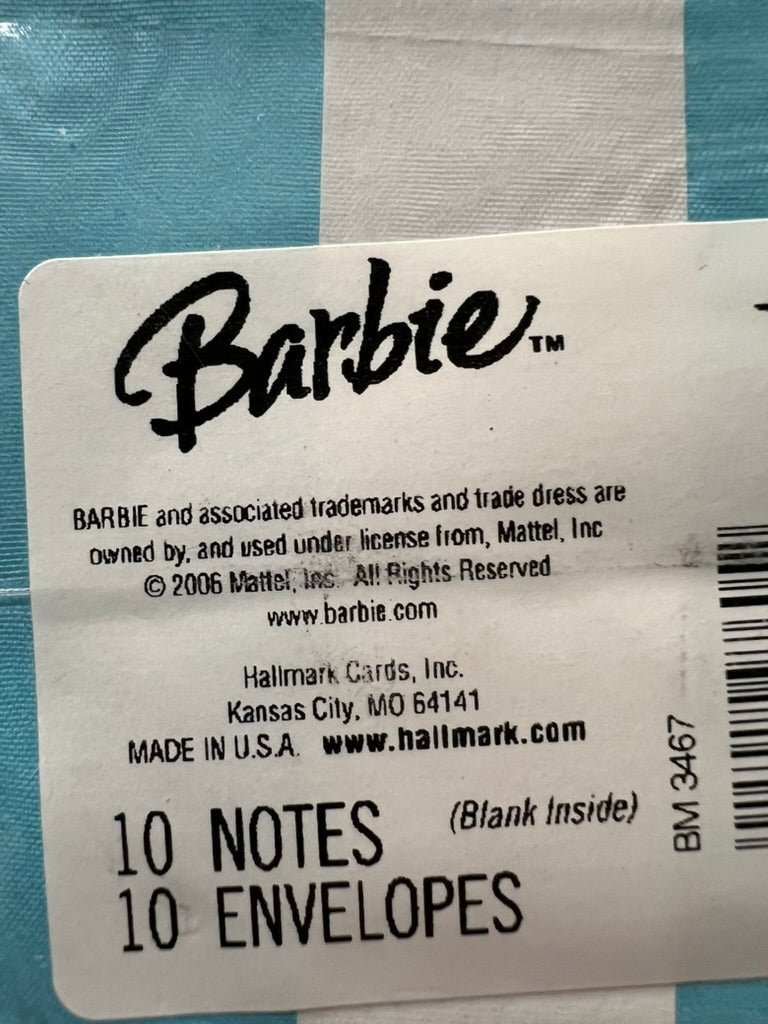 Barbie™
BARBIE and associated trademarks and trade dress are
owned by, and used under license from, Mattel, Inc
© 2006 Mattel, Inc. All Rights Reserved
www.barbie.com
Hallmark Cards, Inc.
Kansas City, MO 64141
MADE IN U.S.A. www.hallmark.com
10 NOTES (Blank Inside)
10 ENVELOPES
BM 3467